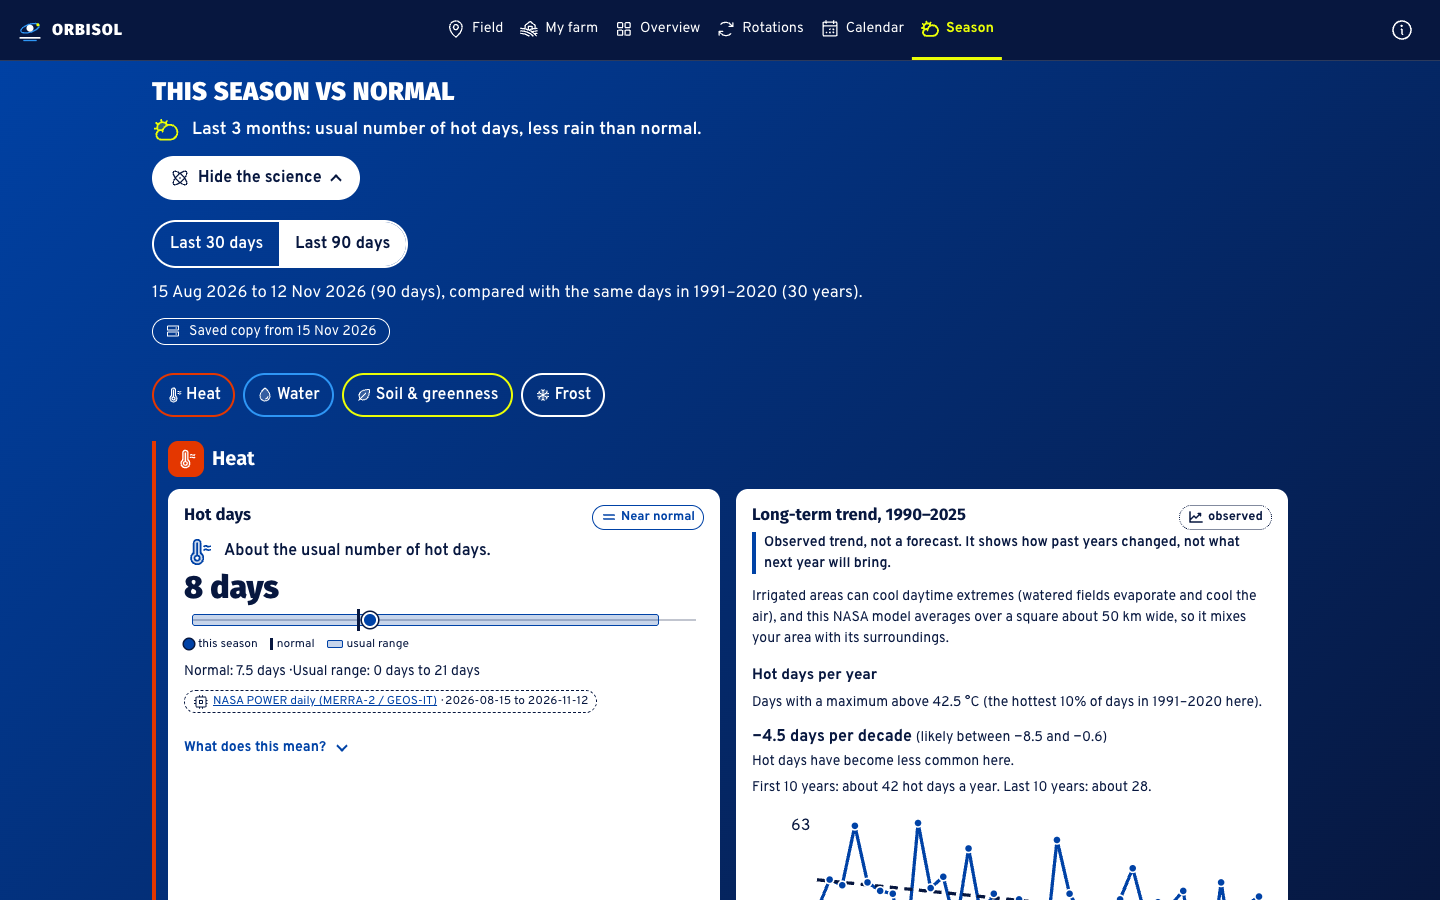 ORBISOL
Field
My farm
Overview
Rotations
Calendar
Season
THIS SEASON VS NORMAL
Last 3 months: usual number of hot days, less rain than normal.
Hide the science
Last 30 days
Last 90 days
15 Aug 2026 to 12 Nov 2026 (90 days), compared with the same days in 1991–2020 (30 years).
Saved copy from 15 Nov 2026
Heat
Water
Soil & greenness
Frost
Heat
Hot days
Near normal
About the usual number of hot days.
8 days
this season
normal
usual range
Normal: 7.5 days ·Usual range: 0 days to 21 days
NASA POWER daily (MERRA-2 / GEOS-IT) ·2026-08-15 to 2026-11-12
What does this mean?
Long-term trend, 1990–2025
observed
Observed trend, not a forecast. It shows how past years changed, not what
next year will bring.
Irrigated areas can cool daytime extremes (watered fields evaporate and cool the
air), and this NASA model averages over a square about 50 km wide, so it mixes
your area with its surroundings.
Hot days per year
Days with a maximum above 42.5 °C (the hottest 10% of days in 1991–2020 here).
−4.5 days per decade (likely between −8.5 and −0.6)
Hot days have become less common here.
First 10 years: about 42 hot days a year. Last 10 years: about 28.
63